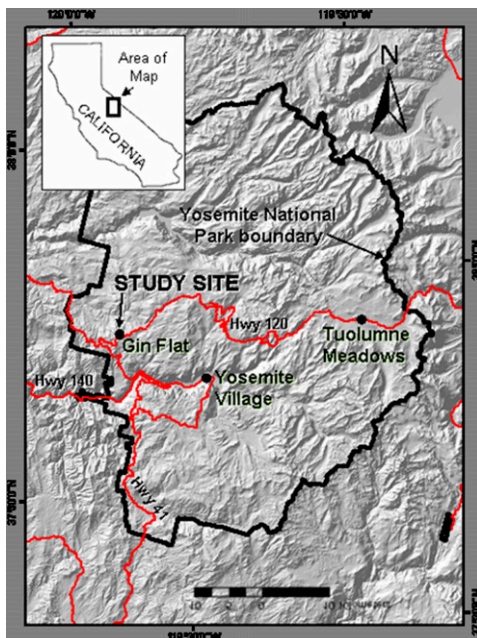 Area of
Map
CALIFORNIA
N
Yosemite National
Park boundary
STUDY SITE
Gin Flat
Hwy 120
Tuolumne
Meadows
Hwy 140
Yosemite
Village
Hwy 41